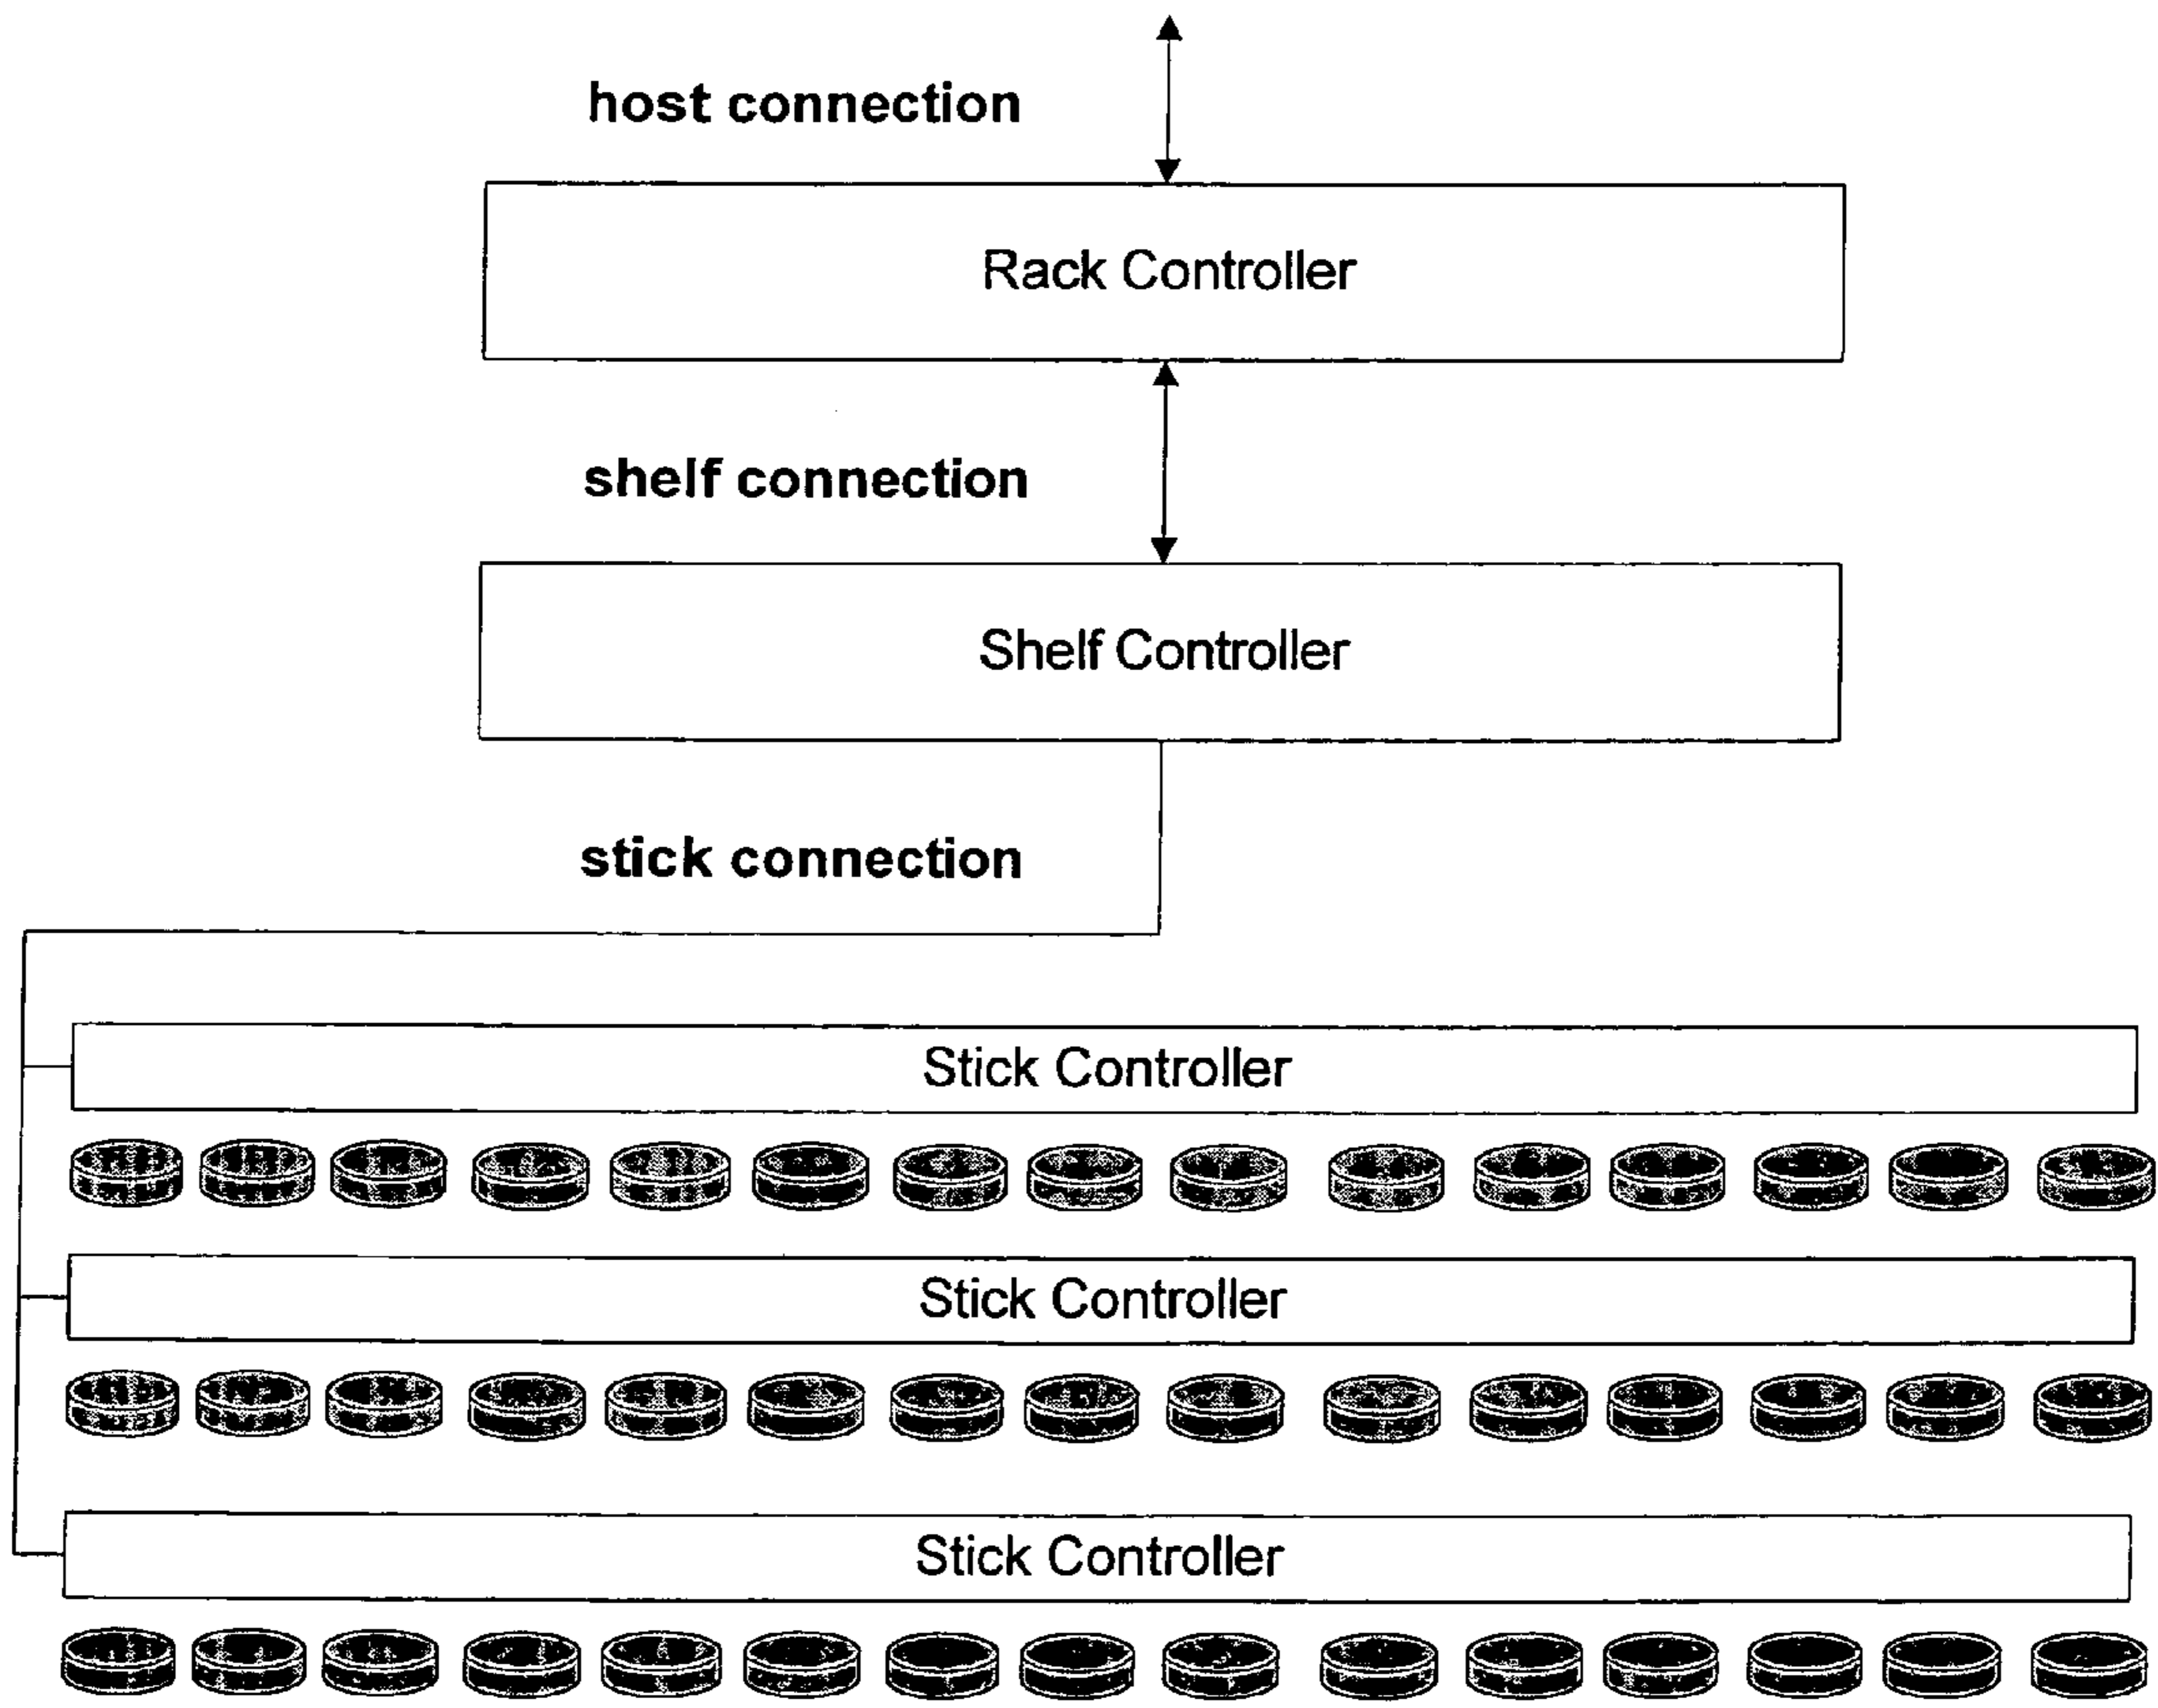 host connection
Rack Controller
shelf connection
Shelf Controller
stick connection
Stick Controller
Stick Controller
Stick Controller